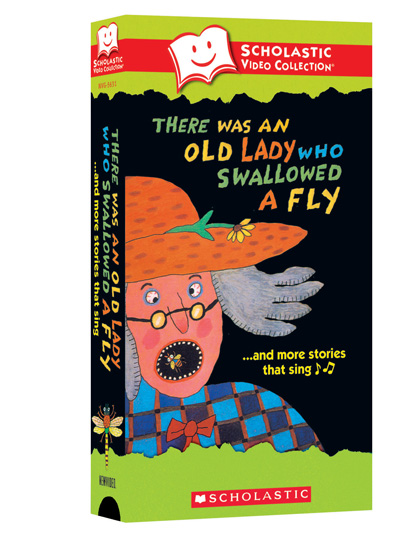 SCHOLASTIC
VIDEO COLLECTION®
THERE WAS AN
OLD LADY WHO
SWALLOWED
A FLY
...and more stories
that sing ♪♫
SCHOLASTIC
SCHOLASTIC
VIDEO COLLECTION®
THERE WAS AN OLD LADY
WHO SWALLOWED A FLY
...and more stories that sing